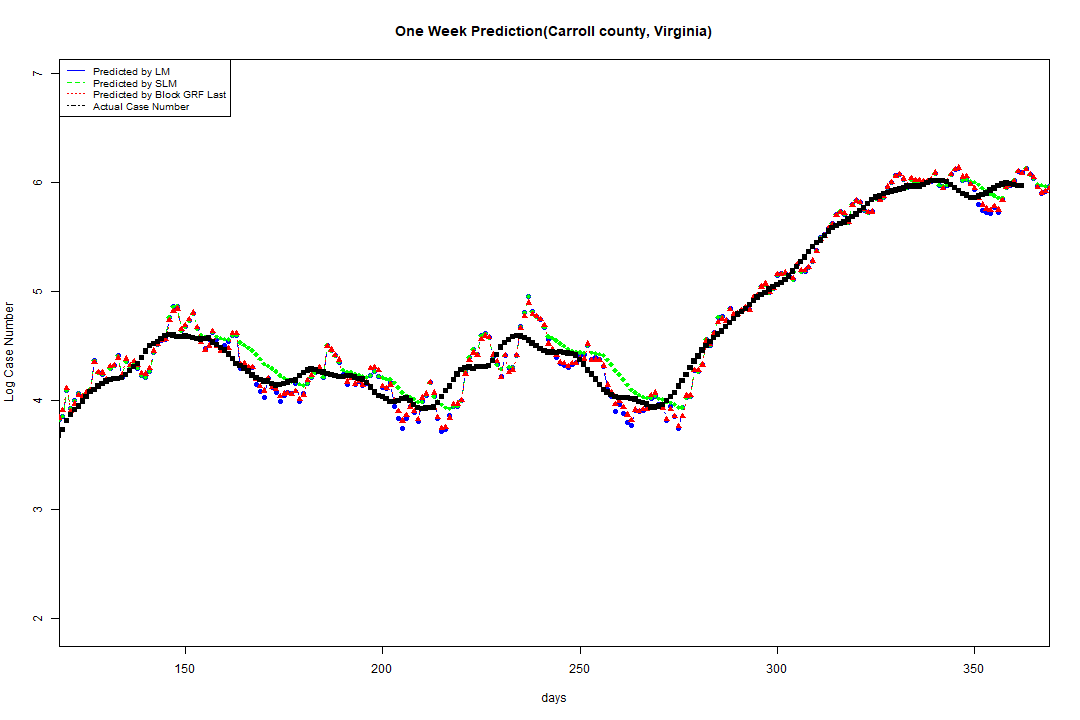 One Week Prediction(Carroll county, Virginia)
Predicted by LM
Predicted by SLM
Predicted by Block GRF Last
Actual Case Number
7
6
5
4
3
2
Log Case Number
150 200 250 300 350
days